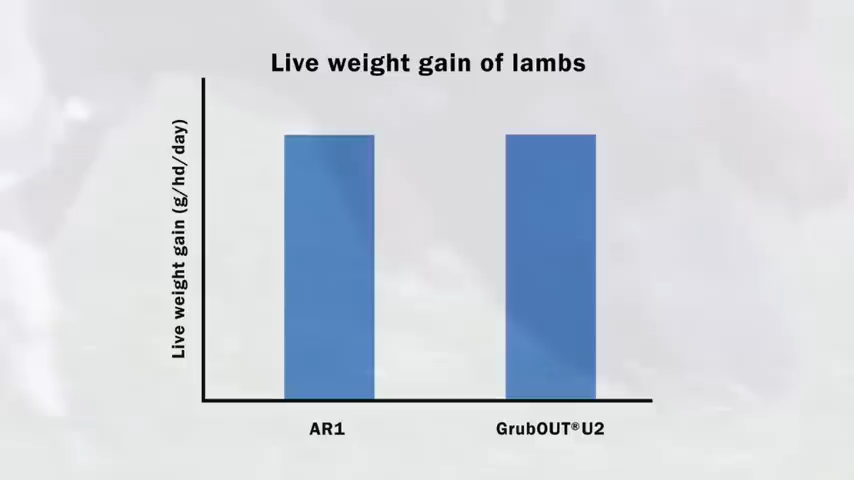 Live weight gain of lambs
Live weight gain (g/hd/day)
AR1
GrubOUT®U2